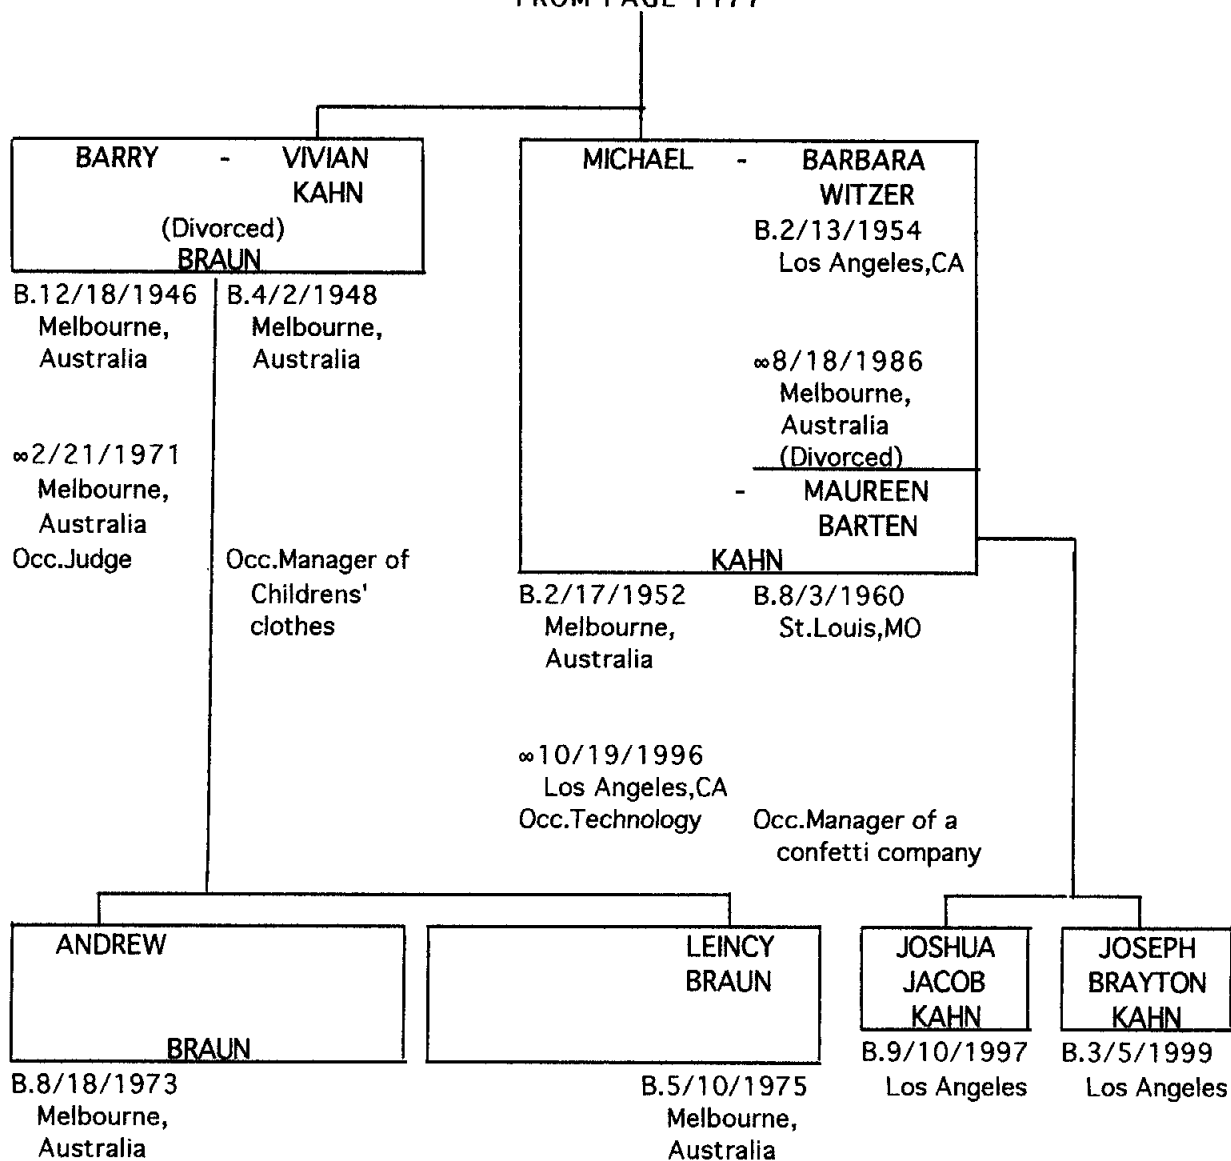 BARRY - VIVIAN
KAHN
(Divorced)
BRAUN
B.12/18/1946
Melbourne,
Australia
∞2/21/1971
Melbourne,
Australia
Occ.Judge
B.4/2/1948
Melbourne,
Australia
Occ.Manager of
Childrens'
clothes
MICHAEL - BARBARA
WITZER
B.2/13/1954
Los Angeles,CA
∞8/18/1986
Melbourne,
Australia
(Divorced)
- MAUREEN
BARTEN
KAHN
B.2/17/1952
Melbourne,
Australia
∞10/19/1996
Los Angeles,CA
Occ.Technology
B.8/3/1960
St.Louis,MO
Occ.Manager of a
confetti company
ANDREW
BRAUN
B.8/18/1973
Melbourne,
Australia
LEINCY
BRAUN
B.5/10/1975
Melbourne,
Australia
JOSHUA
JACOB
KAHN
B.9/10/1997
Los Angeles
JOSEPH
BRAYTON
KAHN
B.3/5/1999
Los Angeles